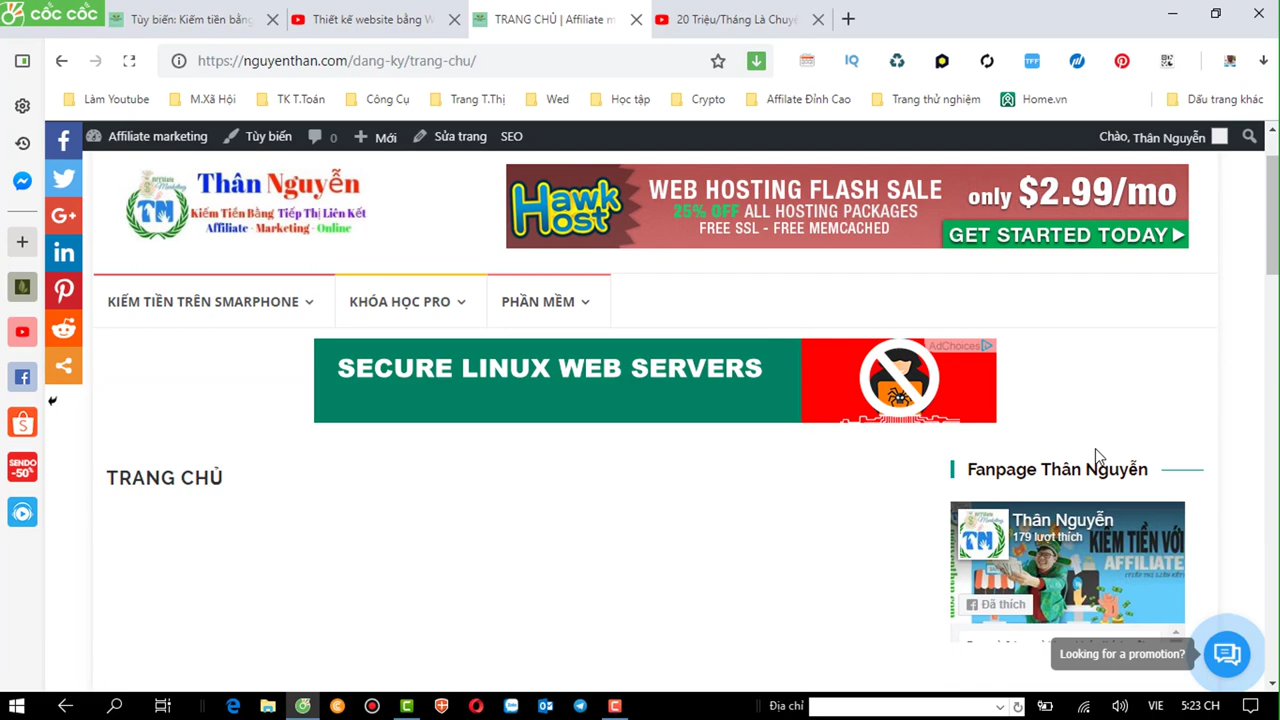 cốc cốc
Tùy biến: Kiếm tiền bằng
Thiết kế website bằng W
TRANG CHỦ | Affiliate m
20 Triệu/Tháng Là Chuyệ
https://nguyenthan.com/dang-ky/trang-chu/
IQ
TFF
Làm Youtube
M.Xã Hội
TK T.Toán
Công Cụ
Trang T.Thị
Wed
Học tập
Crypto
Affilate Đỉnh Cao
Trang thử nghiệm
Home.vn
Dấu trang khác
Affiliate marketing
Tùy biến
0
Mới
Sửa trang
SEO
Chào, Thân Nguyễn
Thân Nguyễn
Kiếm Tiền Bằng Tiếp Thị Liên Kết
Affiliate - Marketing - Online
Hawk Host
WEB HOSTING FLASH SALE
25% OFF ALL HOSTING PACKAGES
FREE SSL - FREE MEMCACHED
only $2.99/mo
GET STARTED TODAY
KIẾM TIỀN TRÊN SMARPHONE
KHÓA HỌC PRO
PHẦN MỀM
SECURE LINUX WEB SERVERS
AdChoices
TRANG CHỦ
Fanpage Thân Nguyễn
Thân Nguyễn
179 lượt thích
KIẾM TIỀN VỚI
AFFILIATE
Đã thích
Looking for a promotion?
SENDO
-50%
Địa chỉ
VIE
5:23 CH